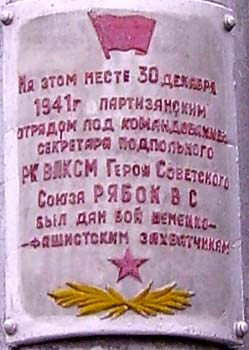 На этом месте 30 декабря
1941г партизанским
отрядом под командование
секретаря подпольного
РК ВЛКСМ Героя Советского
Союза РЯБОК В С
был дан бой немецко-
-фашистским захватчикам